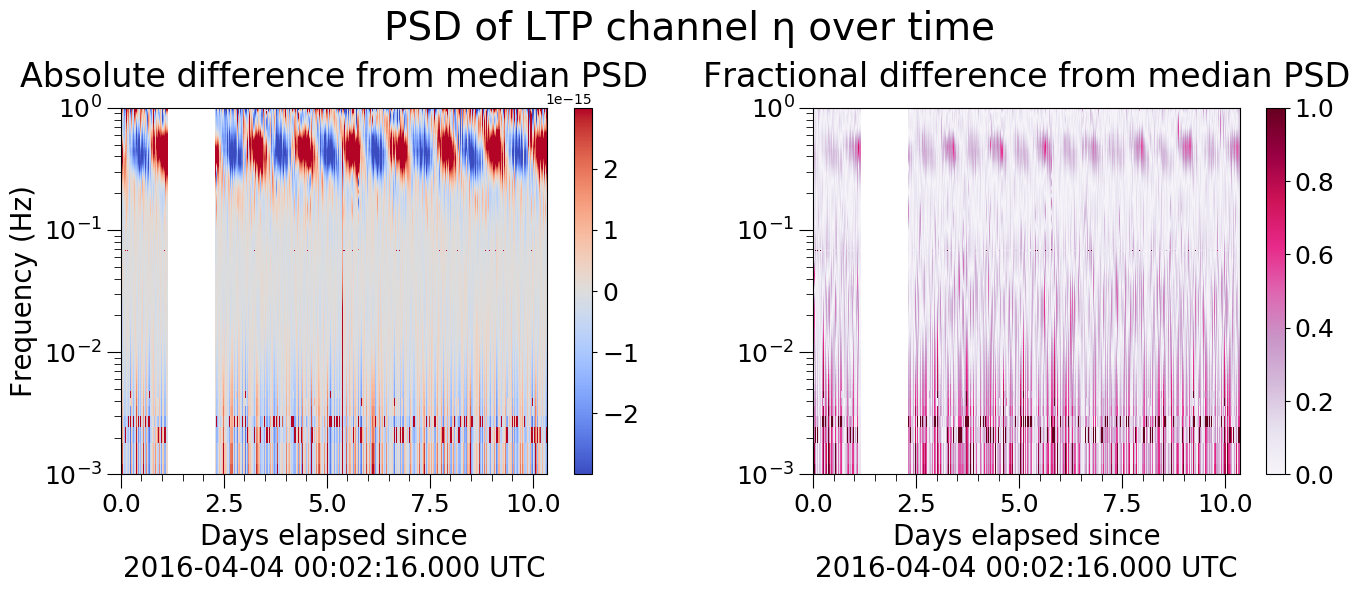 PSD of LTP channel η over time
Absolute difference from median PSD
1e−15
10⁰
10⁻¹
10⁻²
10⁻³
Frequency (Hz)
0.0 2.5 5.0 7.5 10.0
Days elapsed since
2016-04-04 00:02:16.000 UTC
2
1
0
−1
−2
Fractional difference from median PSD
10⁰
10⁻¹
10⁻²
10⁻³
0.0 2.5 5.0 7.5 10.0
Days elapsed since
2016-04-04 00:02:16.000 UTC
1.0
0.8
0.6
0.4
0.2
0.0